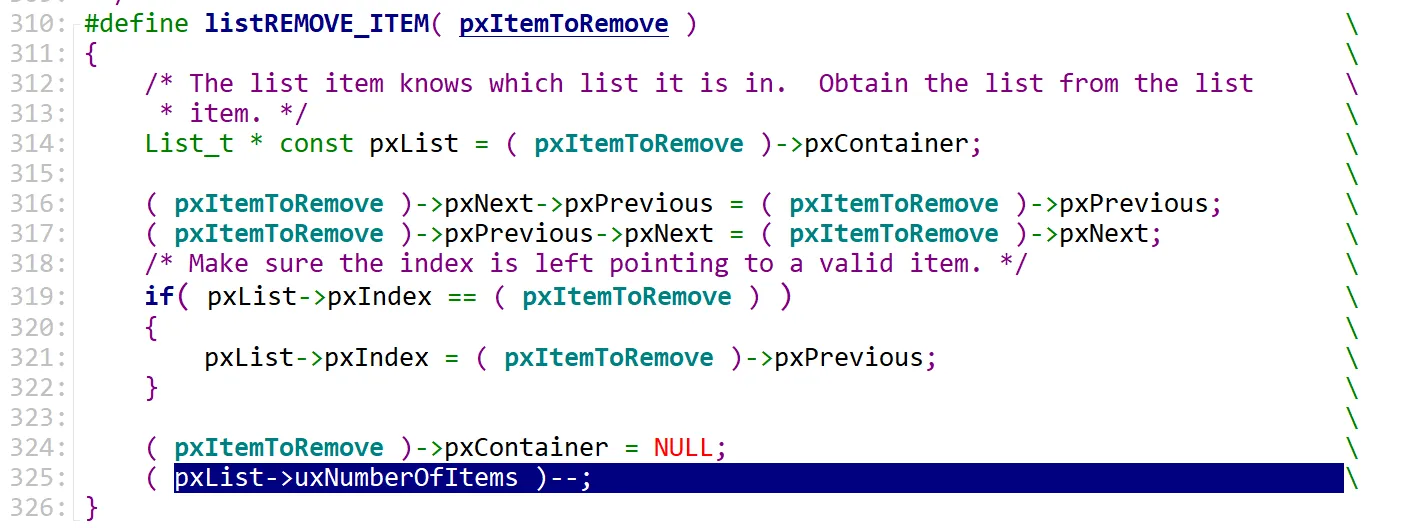 309: */
310: #define listREMOVE_ITEM( pxItemToRemove ) \
311: { \
312:     /* The list item knows which list it is in.  Obtain the list from the list \
313:      * item. */ \
314:     List_t * const pxList = ( pxItemToRemove )->pxContainer; \
315: \
316:     ( pxItemToRemove )->pxNext->pxPrevious = ( pxItemToRemove )->pxPrevious; \
317:     ( pxItemToRemove )->pxPrevious->pxNext = ( pxItemToRemove )->pxNext; \
318:     /* Make sure the index is left pointing to a valid item. */ \
319:     if( pxList->pxIndex == ( pxItemToRemove ) ) \
320:     { \
321:         pxList->pxIndex = ( pxItemToRemove )->pxPrevious; \
322:     } \
323: \
324:     ( pxItemToRemove )->pxContainer = NULL; \
325:     ( pxList->uxNumberOfItems )--; \
326: }